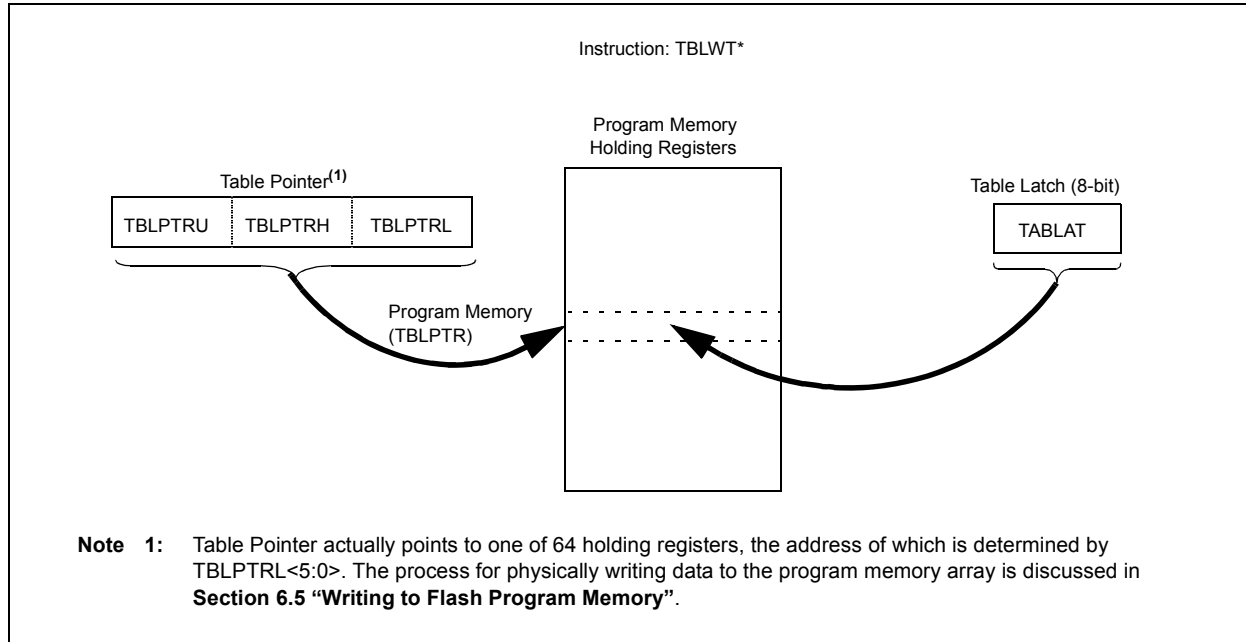 Instruction: TBLWT*
Program Memory
Holding Registers
Table Pointer(1)
TBLPTRU TBLPTRH TBLPTRL
Table Latch (8-bit)
TABLAT
Program Memory
(TBLPTR)
Note 1: Table Pointer actually points to one of 64 holding registers, the address of which is determined by
TBLPTRL<5:0>. The process for physically writing data to the program memory array is discussed in
Section 6.5 “Writing to Flash Program Memory”.